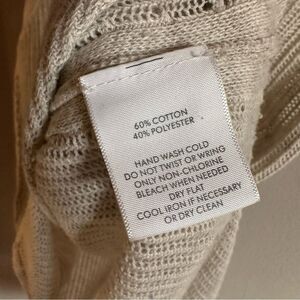 60% COTTON
40% POLYESTER
HAND WASH COLD
DO NOT TWIST OR WRING
ONLY NON-CHLORINE
BLEACH WHEN NEEDED
DRY FLAT
COOL IRON IF NECESSARY
OR DRY CLEAN